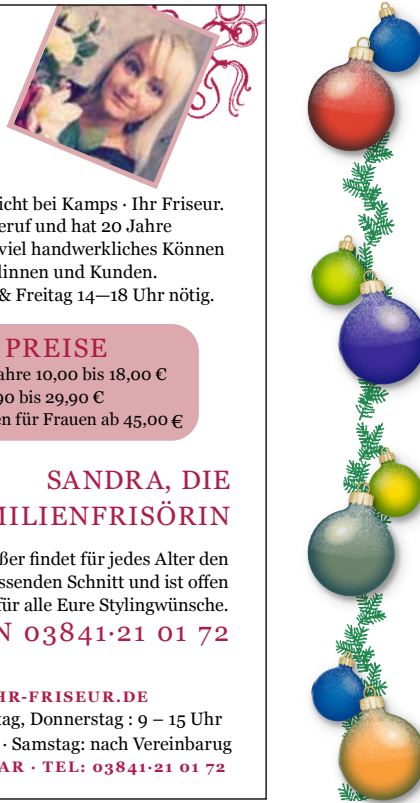 icht bei Kamps · Ihr Friseur.
eruf und hat 20 Jahre
viel handwerkliches Können
linnen und Kunden.
& Freitag 14—18 Uhr nötig.
PREISE
ahre 10,00 bis 18,00 €
90 bis 29,90 €
en für Frauen ab 45,00 €
SANDRA, DIE
MILIENFRISÖRIN
ßer findet für jedes Alter den
ssenden Schnitt und ist offen
für alle Eure Stylingwünsche.
N 03841·21 01 72
HR-FRISEUR.DE
tag, Donnerstag : 9 – 15 Uhr
· Samstag: nach Vereinbarug
AR · TEL: 03841·21 01 72